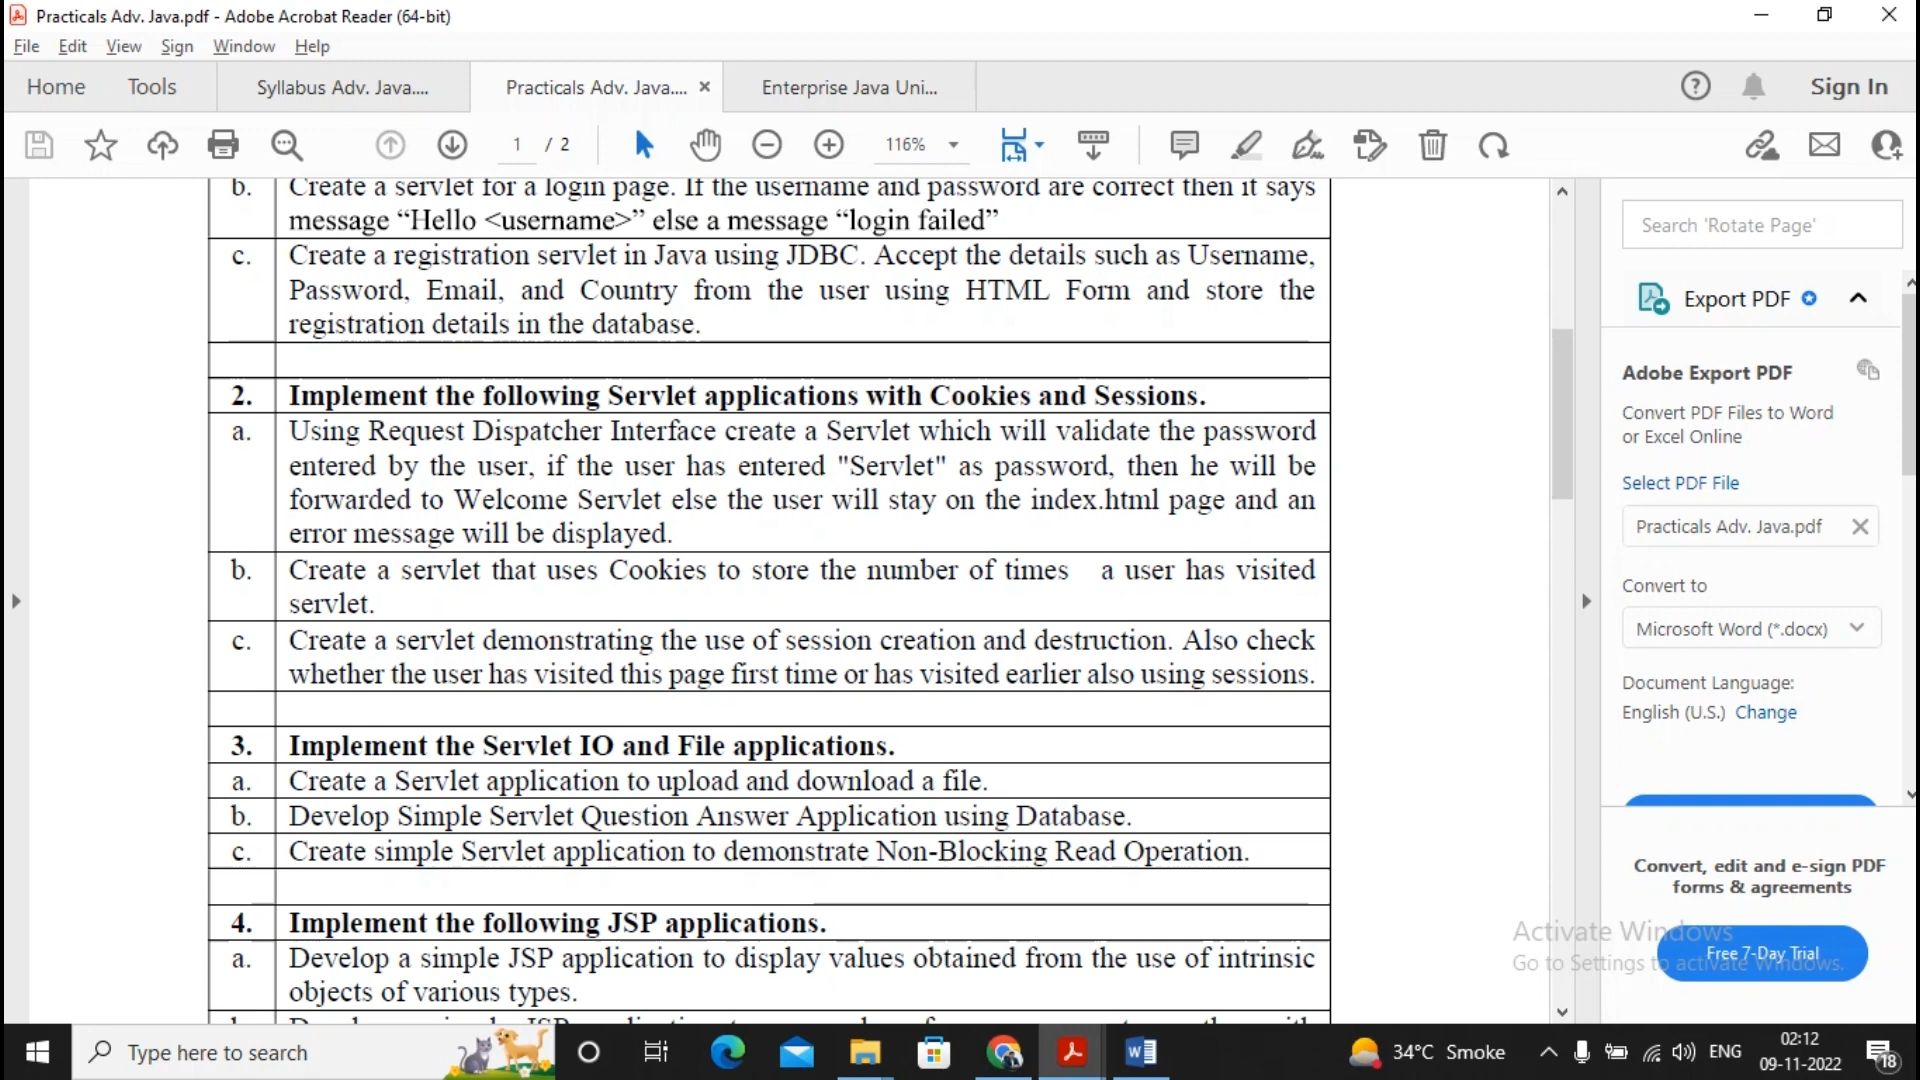 Practicals Adv. Java.pdf - Adobe Acrobat Reader (64-bit)
File Edit View Sign Window Help
Home Tools Syllabus Adv. Java.... Practicals Adv. Java.... Enterprise Java Uni... Sign In
1 / 2 116%
b. Create a servlet for a login page. If the username and password are correct then it says
message “Hello <username>” else a message “login failed”
c. Create a registration servlet in Java using JDBC. Accept the details such as Username,
Password, Email, and Country from the user using HTML Form and store the
registration details in the database.
2. Implement the following Servlet applications with Cookies and Sessions.
a. Using Request Dispatcher Interface create a Servlet which will validate the password
entered by the user, if the user has entered "Servlet" as password, then he will be
forwarded to Welcome Servlet else the user will stay on the index.html page and an
error message will be displayed.
b. Create a servlet that uses Cookies to store the number of times a user has visited
servlet.
c. Create a servlet demonstrating the use of session creation and destruction. Also check
whether the user has visited this page first time or has visited earlier also using sessions.
3. Implement the Servlet IO and File applications.
a. Create a Servlet application to upload and download a file.
b. Develop Simple Servlet Question Answer Application using Database.
c. Create simple Servlet application to demonstrate Non-Blocking Read Operation.
4. Implement the following JSP applications.
a. Develop a simple JSP application to display values obtained from the use of intrinsic
objects of various types.
Search 'Rotate Page'
Export PDF
Adobe Export PDF
Convert PDF Files to Word
or Excel Online
Select PDF File
Practicals Adv. Java.pdf
Convert to
Microsoft Word (*.docx)
Document Language:
English (U.S.) Change
Convert, edit and e-sign PDF
forms & agreements
Free 7-Day Trial
Activate Windows
Go to Settings to activate Windows.
Type here to search
34°C Smoke
ENG
02:12
09-11-2022
18